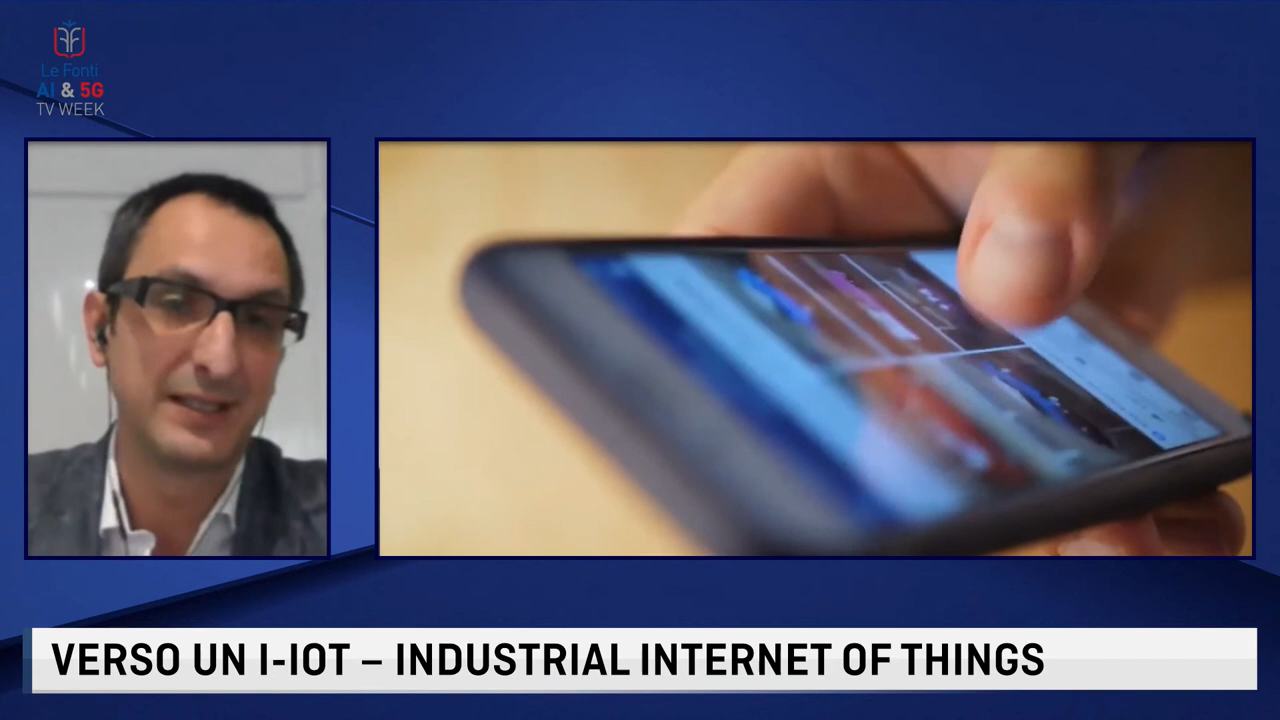 Le Fonti
AI & 5G
TV WEEK
VERSO UN I-IOT – INDUSTRIAL INTERNET OF THINGS